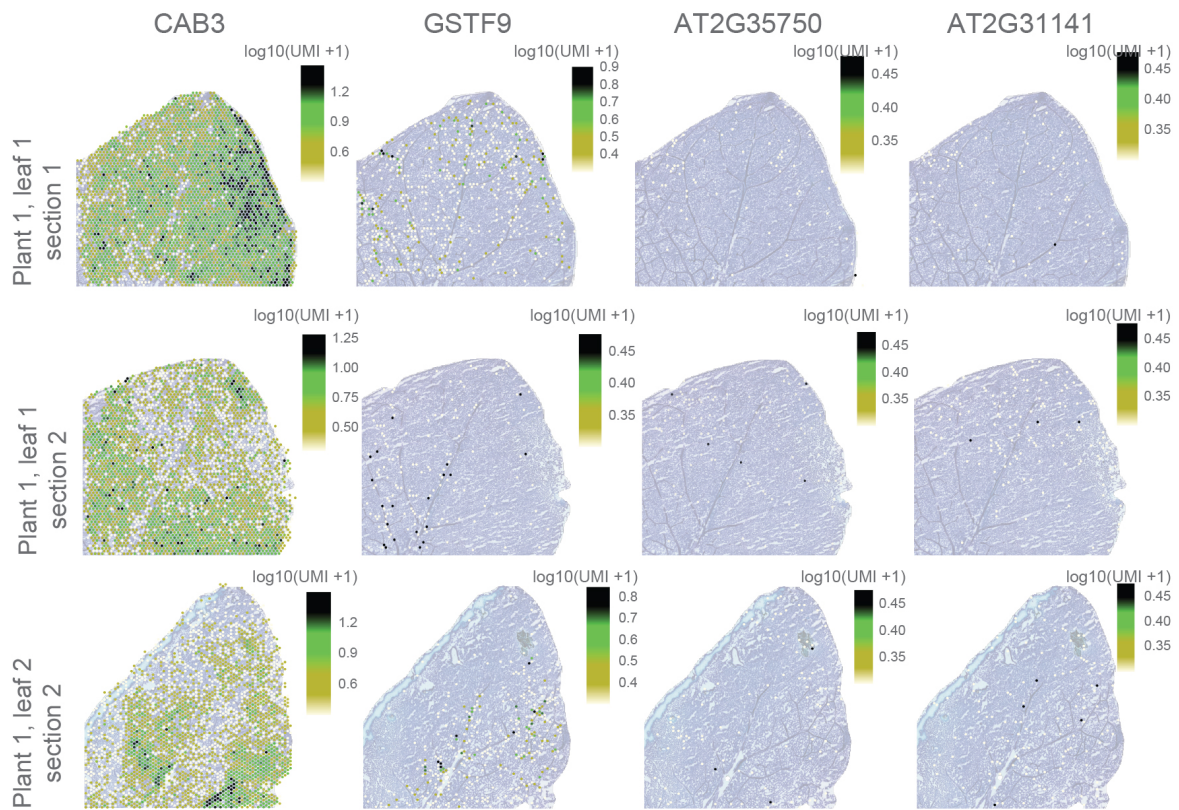 CAB3
GSTF9
AT2G35750
AT2G31141
Plant 1, leaf 1
section 1
log10(UMI +1)
1.2
0.9
0.6
log10(UMI +1)
0.9
0.8
0.7
0.6
0.5
0.4
log10(UMI +1)
0.45
0.40
0.35
log10(UMI +1)
0.45
0.40
0.35
Plant 1, leaf 1
section 2
log10(UMI +1)
1.25
1.00
0.75
0.50
log10(UMI +1)
0.45
0.40
0.35
log10(UMI +1)
0.45
0.40
0.35
log10(UMI +1)
0.45
0.40
0.35
Plant 1, leaf 2
section 2
log10(UMI +1)
1.2
0.9
0.6
log10(UMI +1)
0.8
0.7
0.6
0.5
0.4
log10(UMI +1)
0.45
0.40
0.35
log10(UMI +1)
0.45
0.40
0.35